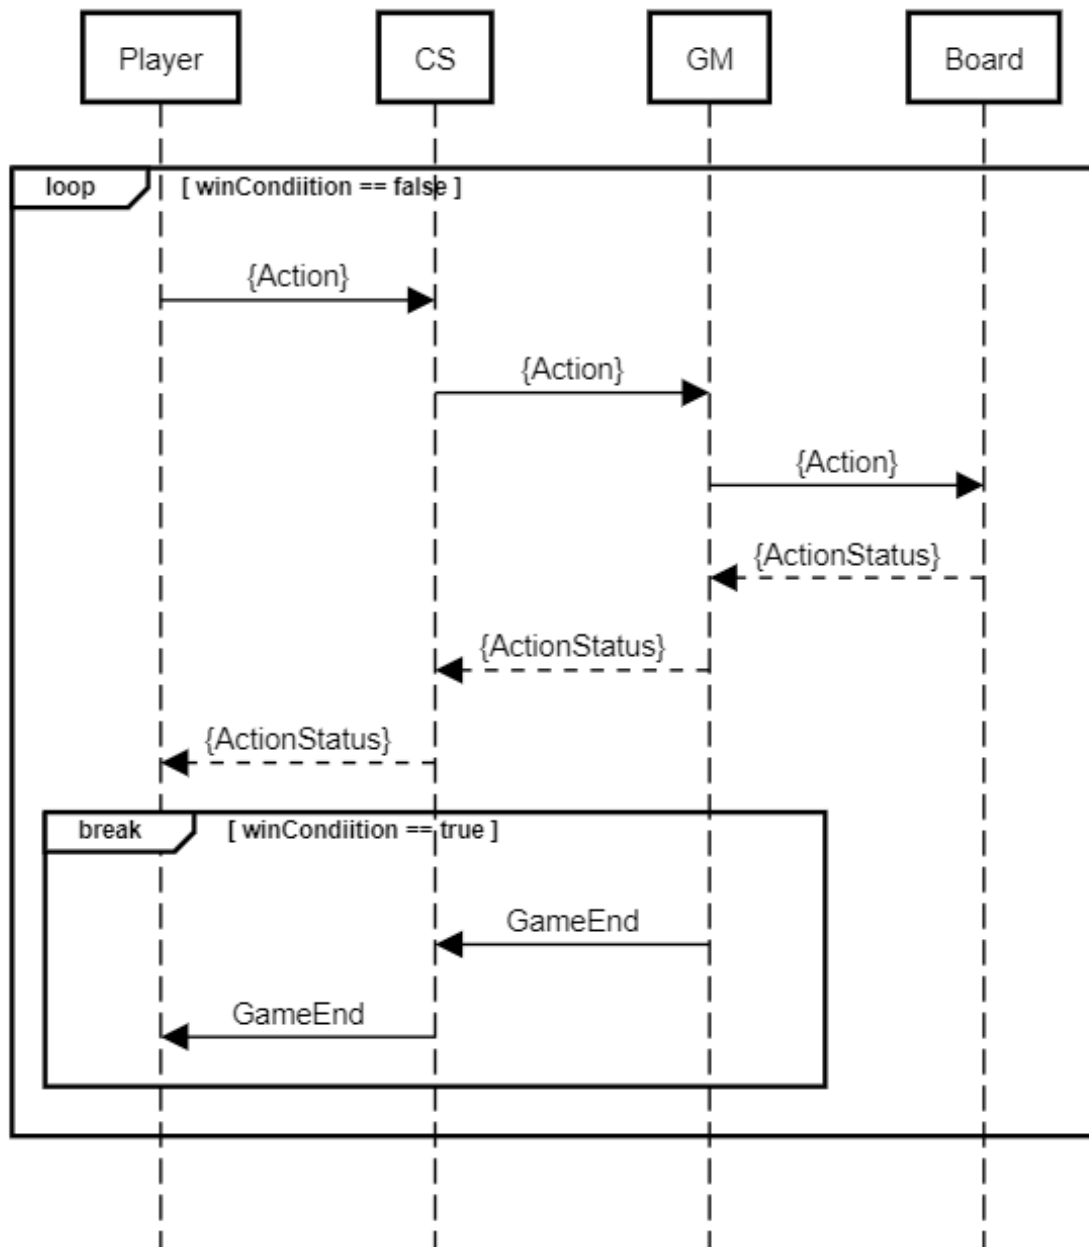 Player
CS
GM
Board
loop
[ winCondiition == false ]
{Action}
{Action}
{Action}
{ActionStatus}
{ActionStatus}
{ActionStatus}
break
[ winCondiition == true ]
GameEnd
GameEnd